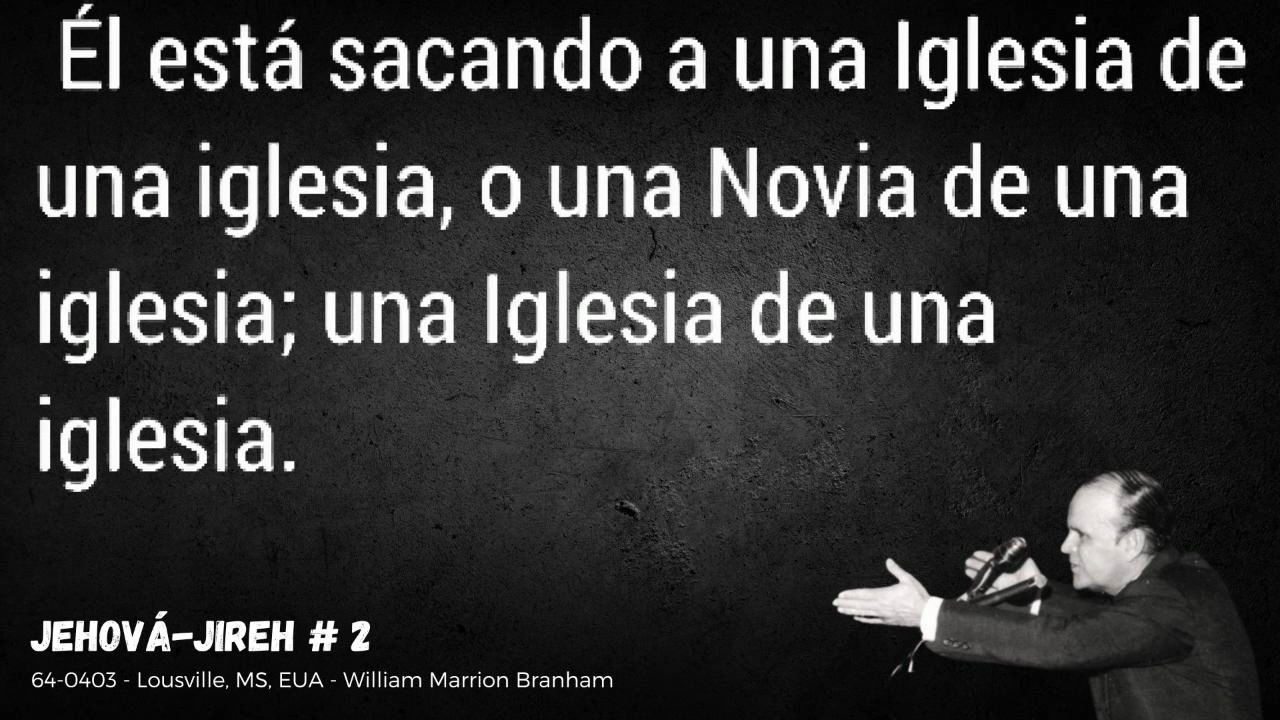 Él está sacando a una Iglesia de
una iglesia, o una Novia de una
iglesia; una Iglesia de una
iglesia.
JEHOVÁ-JIREH # 2
64-0403 - Lousville, MS, EUA - William Marrion Branham